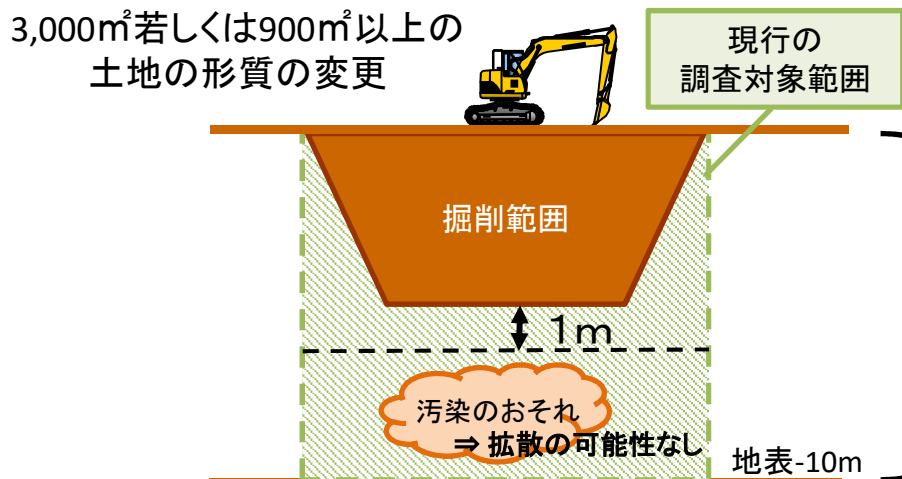 3,000㎡若しくは900㎡以上の
土地の形質の変更
現行の
調査対象範囲
掘削範囲
1m
汚染のおそれ
⇒ 拡散の可能性なし
地表-10m